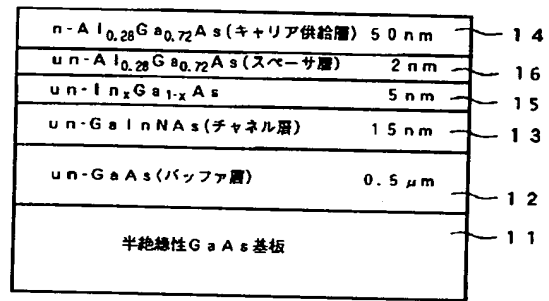 n-Al0.28Ga0.72As(キャリア供給層) 50nm 14
un-Al0.28Ga0.72As(スペーサ層) 2nm 16
un-InxGa1-xAs 5nm 15
un-GaInNAs(チャネル層) 15nm 13
un-GaAs(バッファ層) 0.5μm 12
半絶縁性GaAs基板 11